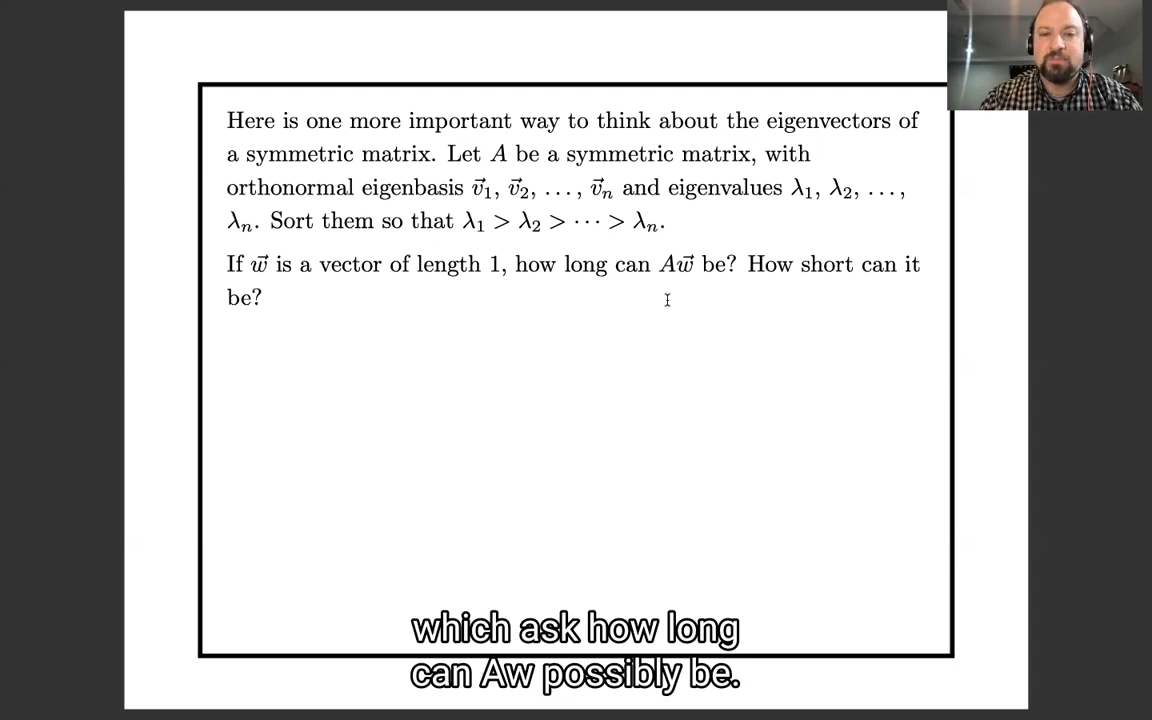 Here is one more important way to think about the eigenvectors of
a symmetric matrix. Let A be a symmetric matrix, with
orthonormal eigenbasis v⃗₁, v⃗₂, …, v⃗ₙ and eigenvalues λ₁, λ₂, …,
λₙ. Sort them so that λ₁ > λ₂ > ⋯ > λₙ.
If w⃗ is a vector of length 1, how long can Aw⃗ be? How short can it
be?
which ask how long
can Aw possibly be.